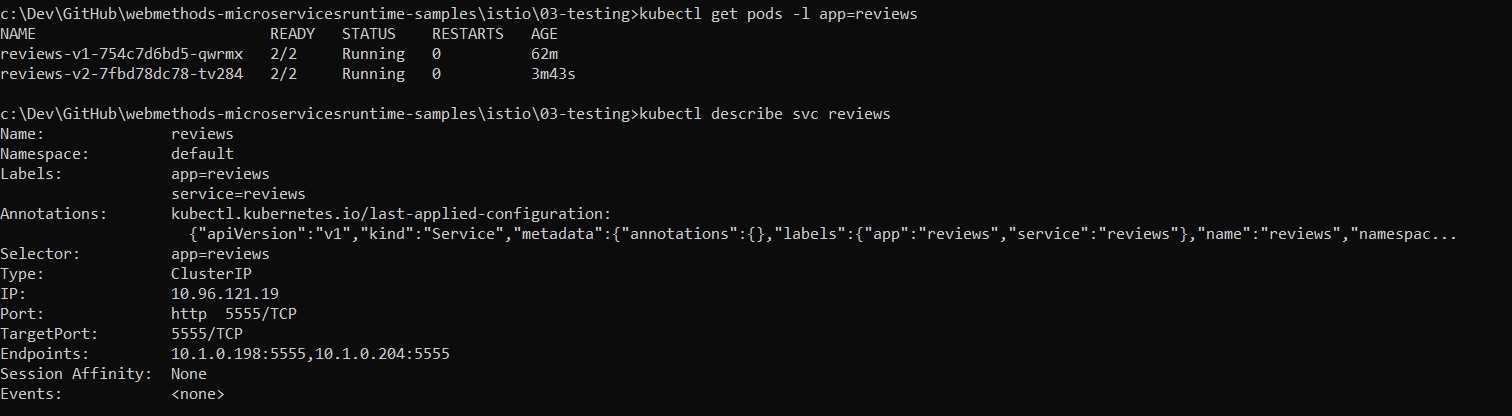 c:\Dev\GitHub\webmethods-microservicesruntime-samples\istio\03-testing>kubectl get pods -l app=reviews
NAME                          READY   STATUS    RESTARTS   AGE
reviews-v1-754c7d6bd5-qwrmx   2/2     Running   0          62m
reviews-v2-7fbd78dc78-tv284   2/2     Running   0          3m43s
c:\Dev\GitHub\webmethods-microservicesruntime-samples\istio\03-testing>kubectl describe svc reviews
Name:              reviews
Namespace:         default
Labels:            app=reviews
                   service=reviews
Annotations:       kubectl.kubernetes.io/last-applied-configuration:
                     {"apiVersion":"v1","kind":"Service","metadata":{"annotations":{},"labels":{"app":"reviews","service":"reviews"},"name":"reviews","namespac...
Selector:          app=reviews
Type:              ClusterIP
IP:                10.96.121.19
Port:              http  5555/TCP
TargetPort:        5555/TCP
Endpoints:         10.1.0.198:5555,10.1.0.204:5555
Session Affinity:  None
Events:            <none>